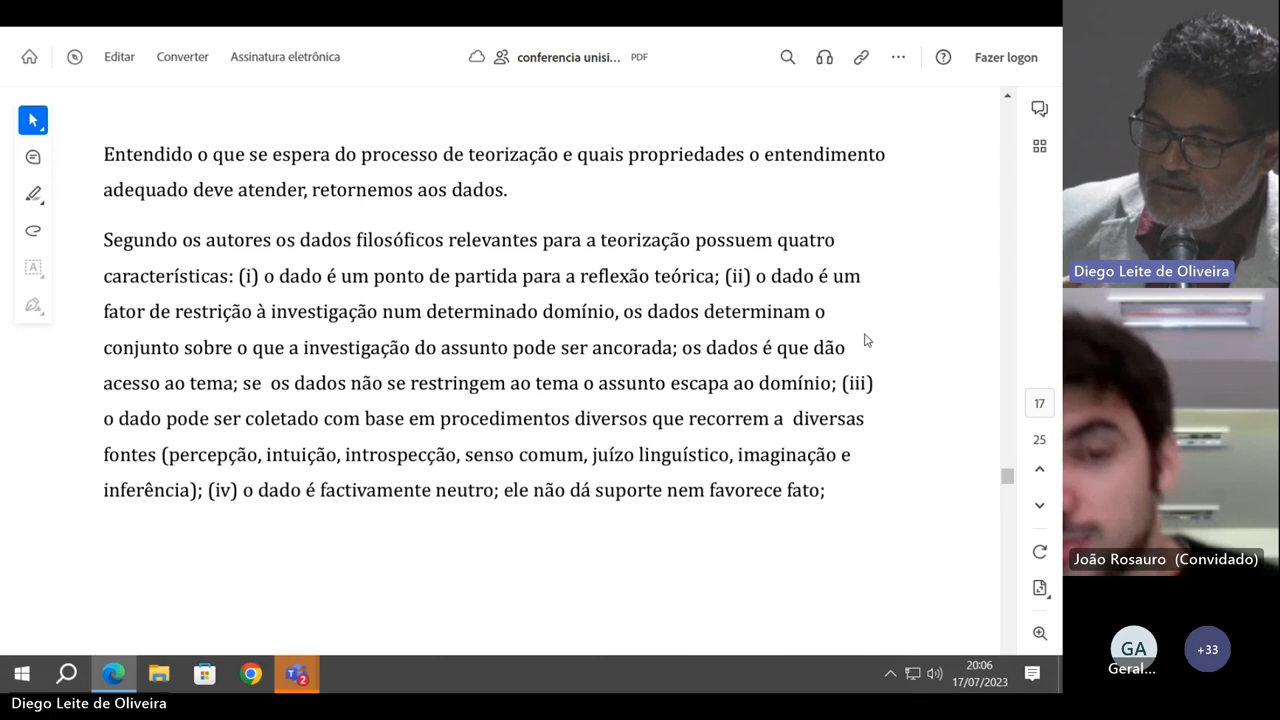 Editar
Converter
Assinatura eletrônica
conferencia unisi...
PDF
Fazer logon
Entendido o que se espera do processo de teorização e quais propriedades o entendimento
adequado deve atender, retornemos aos dados.
Segundo os autores os dados filosóficos relevantes para a teorização possuem quatro
características: (i) o dado é um ponto de partida para a reflexão teórica; (ii) o dado é um
fator de restrição à investigação num determinado domínio, os dados determinam o
conjunto sobre o que a investigação do assunto pode ser ancorada; os dados é que dão
acesso ao tema; se  os dados não se restringem ao tema o assunto escapa ao domínio; (iii)
o dado pode ser coletado com base em procedimentos diversos que recorrem a  diversas
fontes (percepção, intuição, introspecção, senso comum, juízo linguístico, imaginação e
inferência); (iv) o dado é factivamente neutro; ele não dá suporte nem favorece fato;
17
25
Diego Leite de Oliveira
João Rosauro  (Convidado)
GA
Geral...
+33
T
2
20:06
17/07/2023
Diego Leite de Oliveira